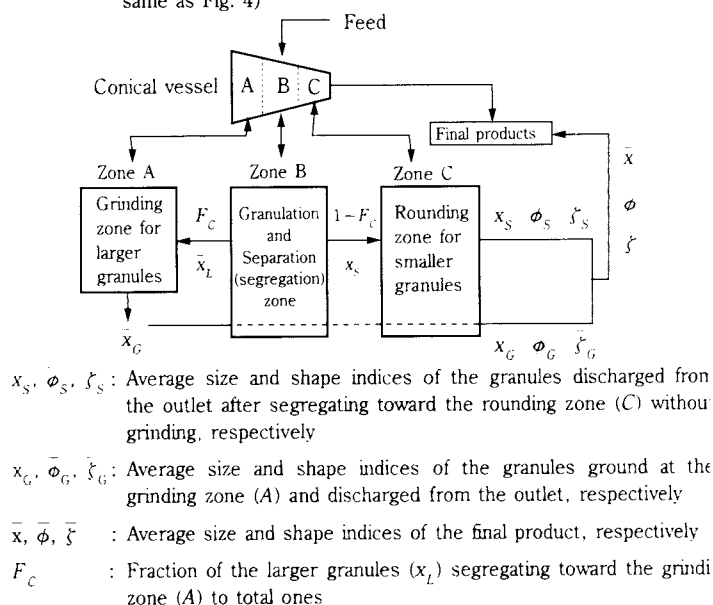 same as Fig. 4)
Feed
Conical vessel
A B C
Final products
Zone A
Zone B
Zone C
Grinding
zone for
larger
granules
F_C
x̄_L
Granulation
and
Separation
(segregation)
zone
1−F_C
x_S
Rounding
zone for
smaller
granules
x_S ϕ_S ζ_S
x̄
ϕ
ζ
x̄_G
x_G ϕ_G ζ̄_G
x_S, ϕ̄_S, ζ_S : Average size and shape indices of the granules discharged from
the outlet after segregating toward the rounding zone (C) withou
grinding, respectively
x_G, ϕ̄_G, ζ_G : Average size and shape indices of the granules ground at the
grinding zone (A) and discharged from the outlet, respectively
x̄, ϕ̄, ζ̄ : Average size and shape indices of the final product, respectively
F_C : Fraction of the larger granules (x_L) segregating toward the grindi
zone (A) to total ones